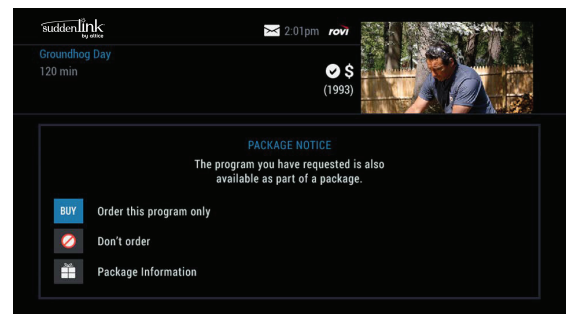 suddenlink
by altice
2:01pm rovi
Groundhog Day
120 min
$
(1993)
PACKAGE NOTICE
The program you have requested is also
available as part of a package.
BUY Order this program only
Don't order
Package Information